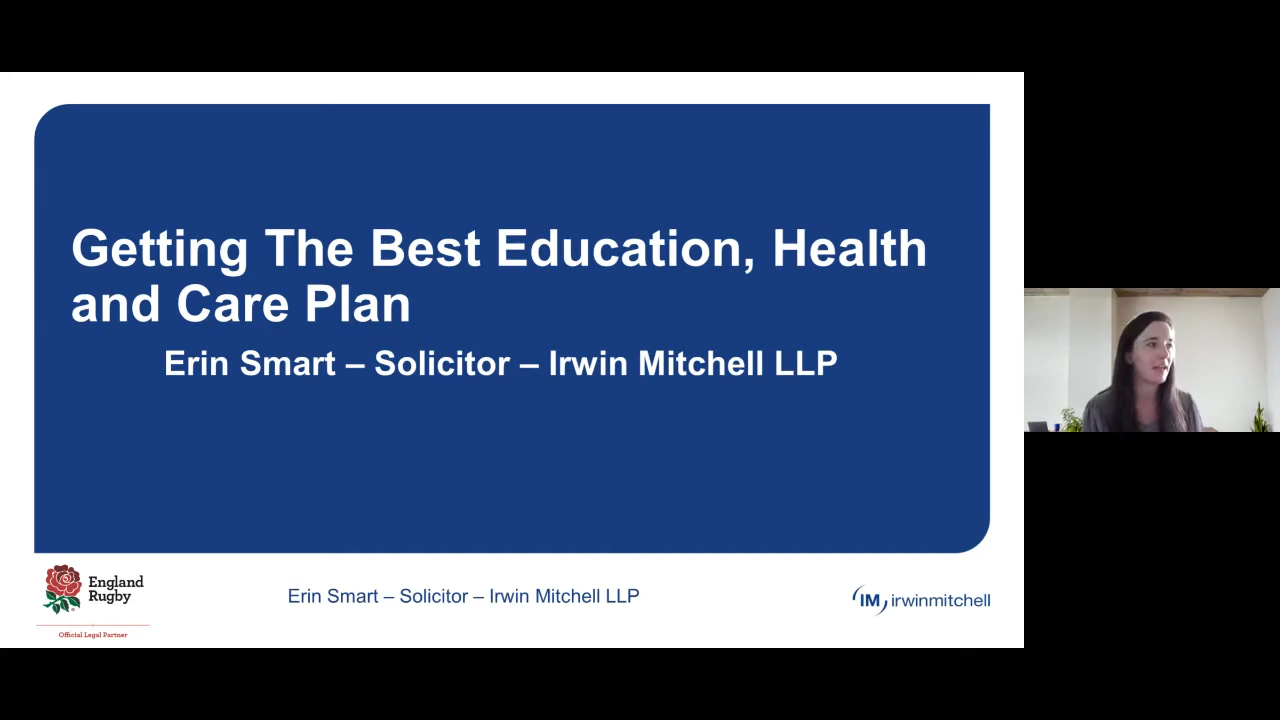 Getting The Best Education, Health
and Care Plan
Erin Smart – Solicitor – Irwin Mitchell LLP
England
Rugby
Official Legal Partner
Erin Smart – Solicitor – Irwin Mitchell LLP
IM irwinmitchell